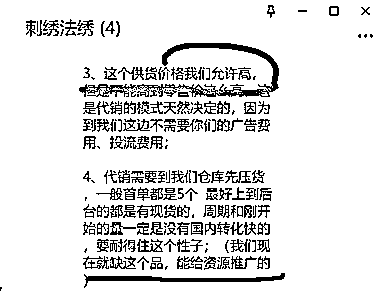 刺绣法绣 (4)
3、这个供货价格我们允许高,
是代销的模式天然决定的，因为
到我们这边不需要你们的广告费
用、投流费用；
4、代销需要到我们仓库先压货
，一般首单都是5个 最好上到后
台的都是有现货的，周期和刚开
始的量一定是没有国内转化快的
，要耐得住这个性子；（我们现
在就缺这个品，能给资源推广的
）